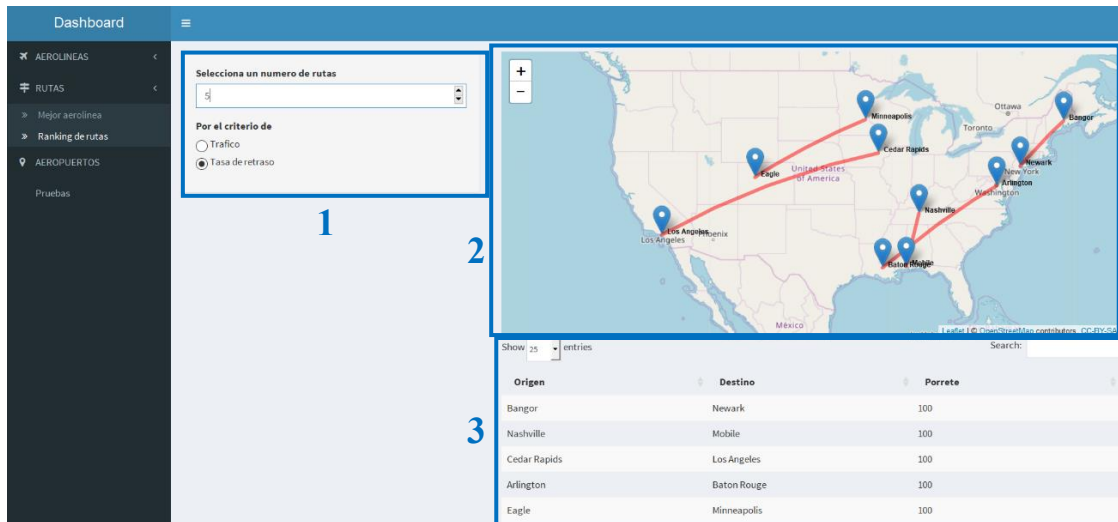 Dashboard
AEROLINEAS
RUTAS
» Mejor aerolinea
» Ranking de rutas
AEROPUERTOS
Pruebas
Selecciona un numero de rutas
5
Por el criterio de
Trafico
Tasa de retraso
1
2
+
−
Ottawa
Minneapolis
Bangor
Toronto
Cedar Rapids
United States
of America
Newark
New York
Eagle
Arlington
Washington
Nashville
Los Angeles
Los Angeles
Phoenix
Baton Rouge
Mobile
México
Leaflet | © OpenStreetMap contributors, CC-BY-SA
3
Show 25 entries
Search:
Origen Destino Porrete
Bangor Newark 100
Nashville Mobile 100
Cedar Rapids Los Angeles 100
Arlington Baton Rouge 100
Eagle Minneapolis 100